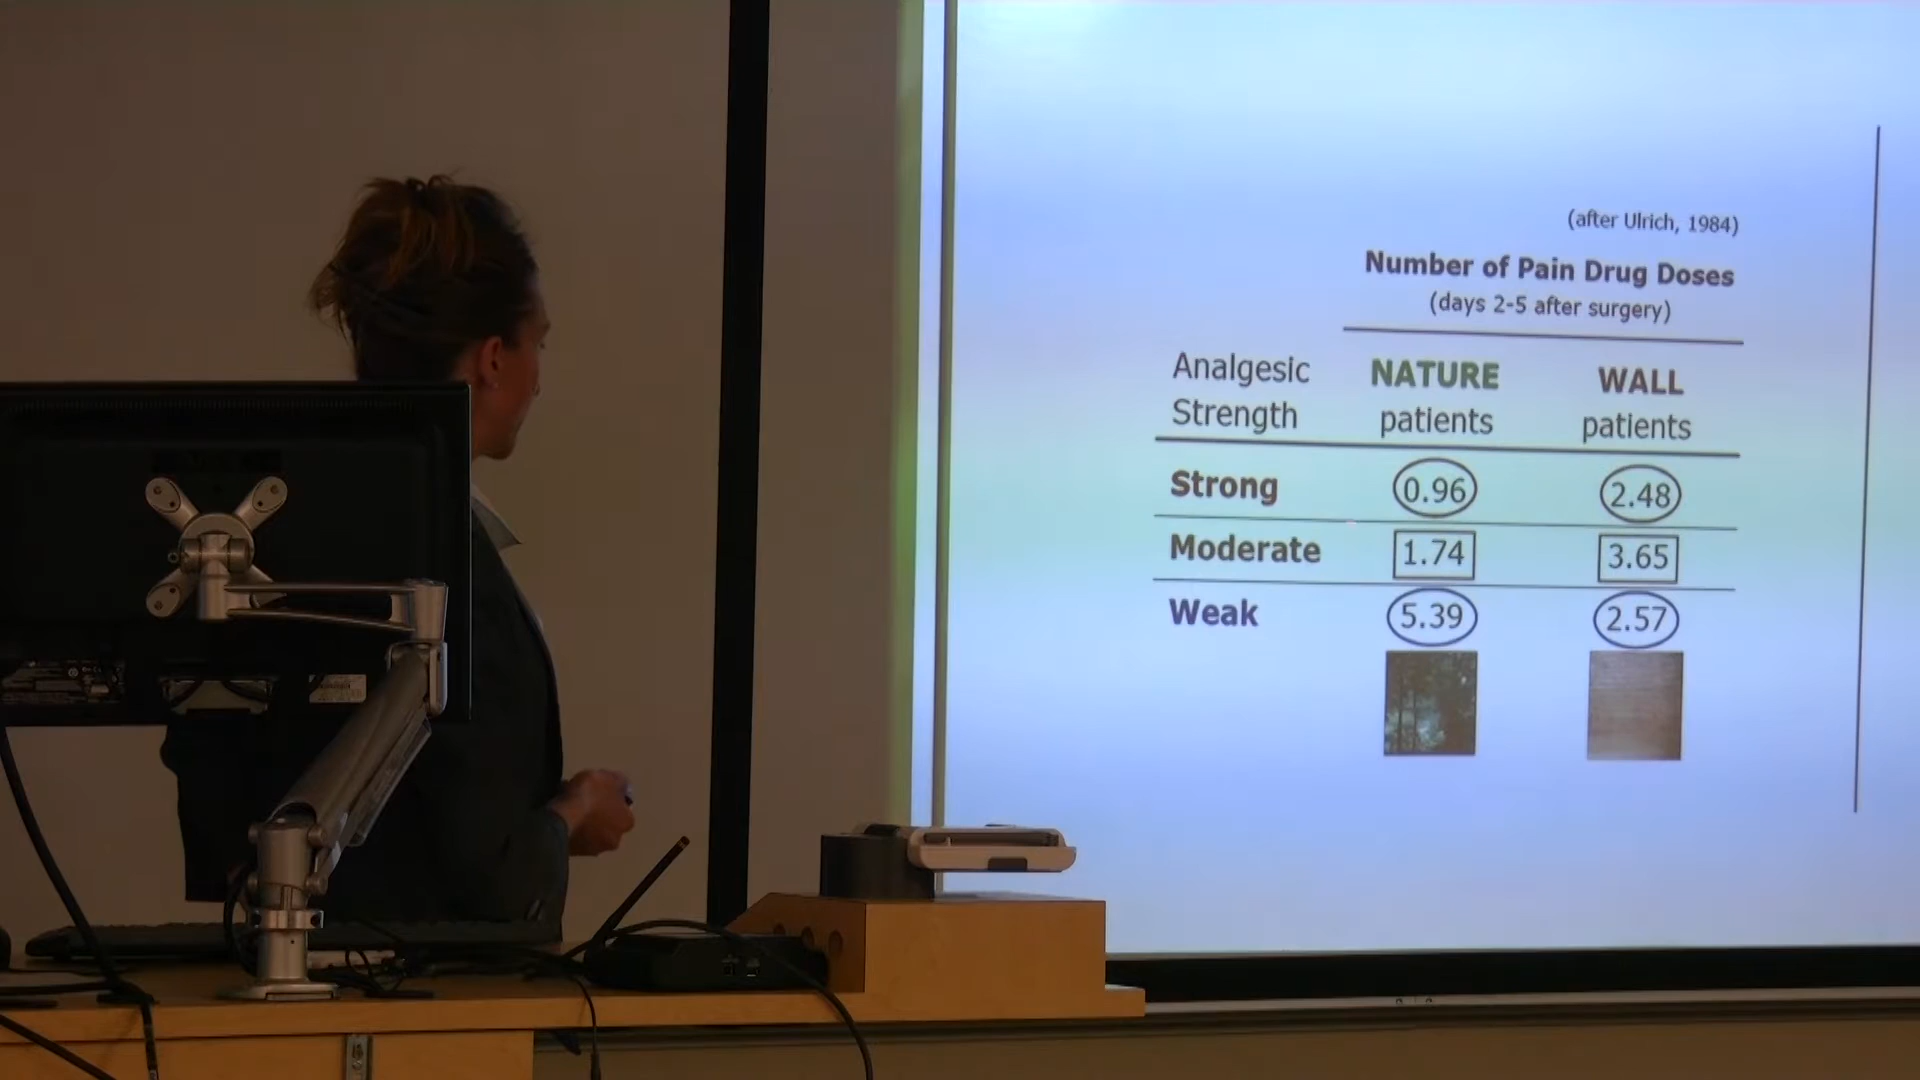 (after Ulrich, 1984)
Number of Pain Drug Doses
(days 2-5 after surgery)
Analgesic Strength
NATURE patients
WALL patients
Strong 0.96 2.48
Moderate 1.74 3.65
Weak 5.39 2.57